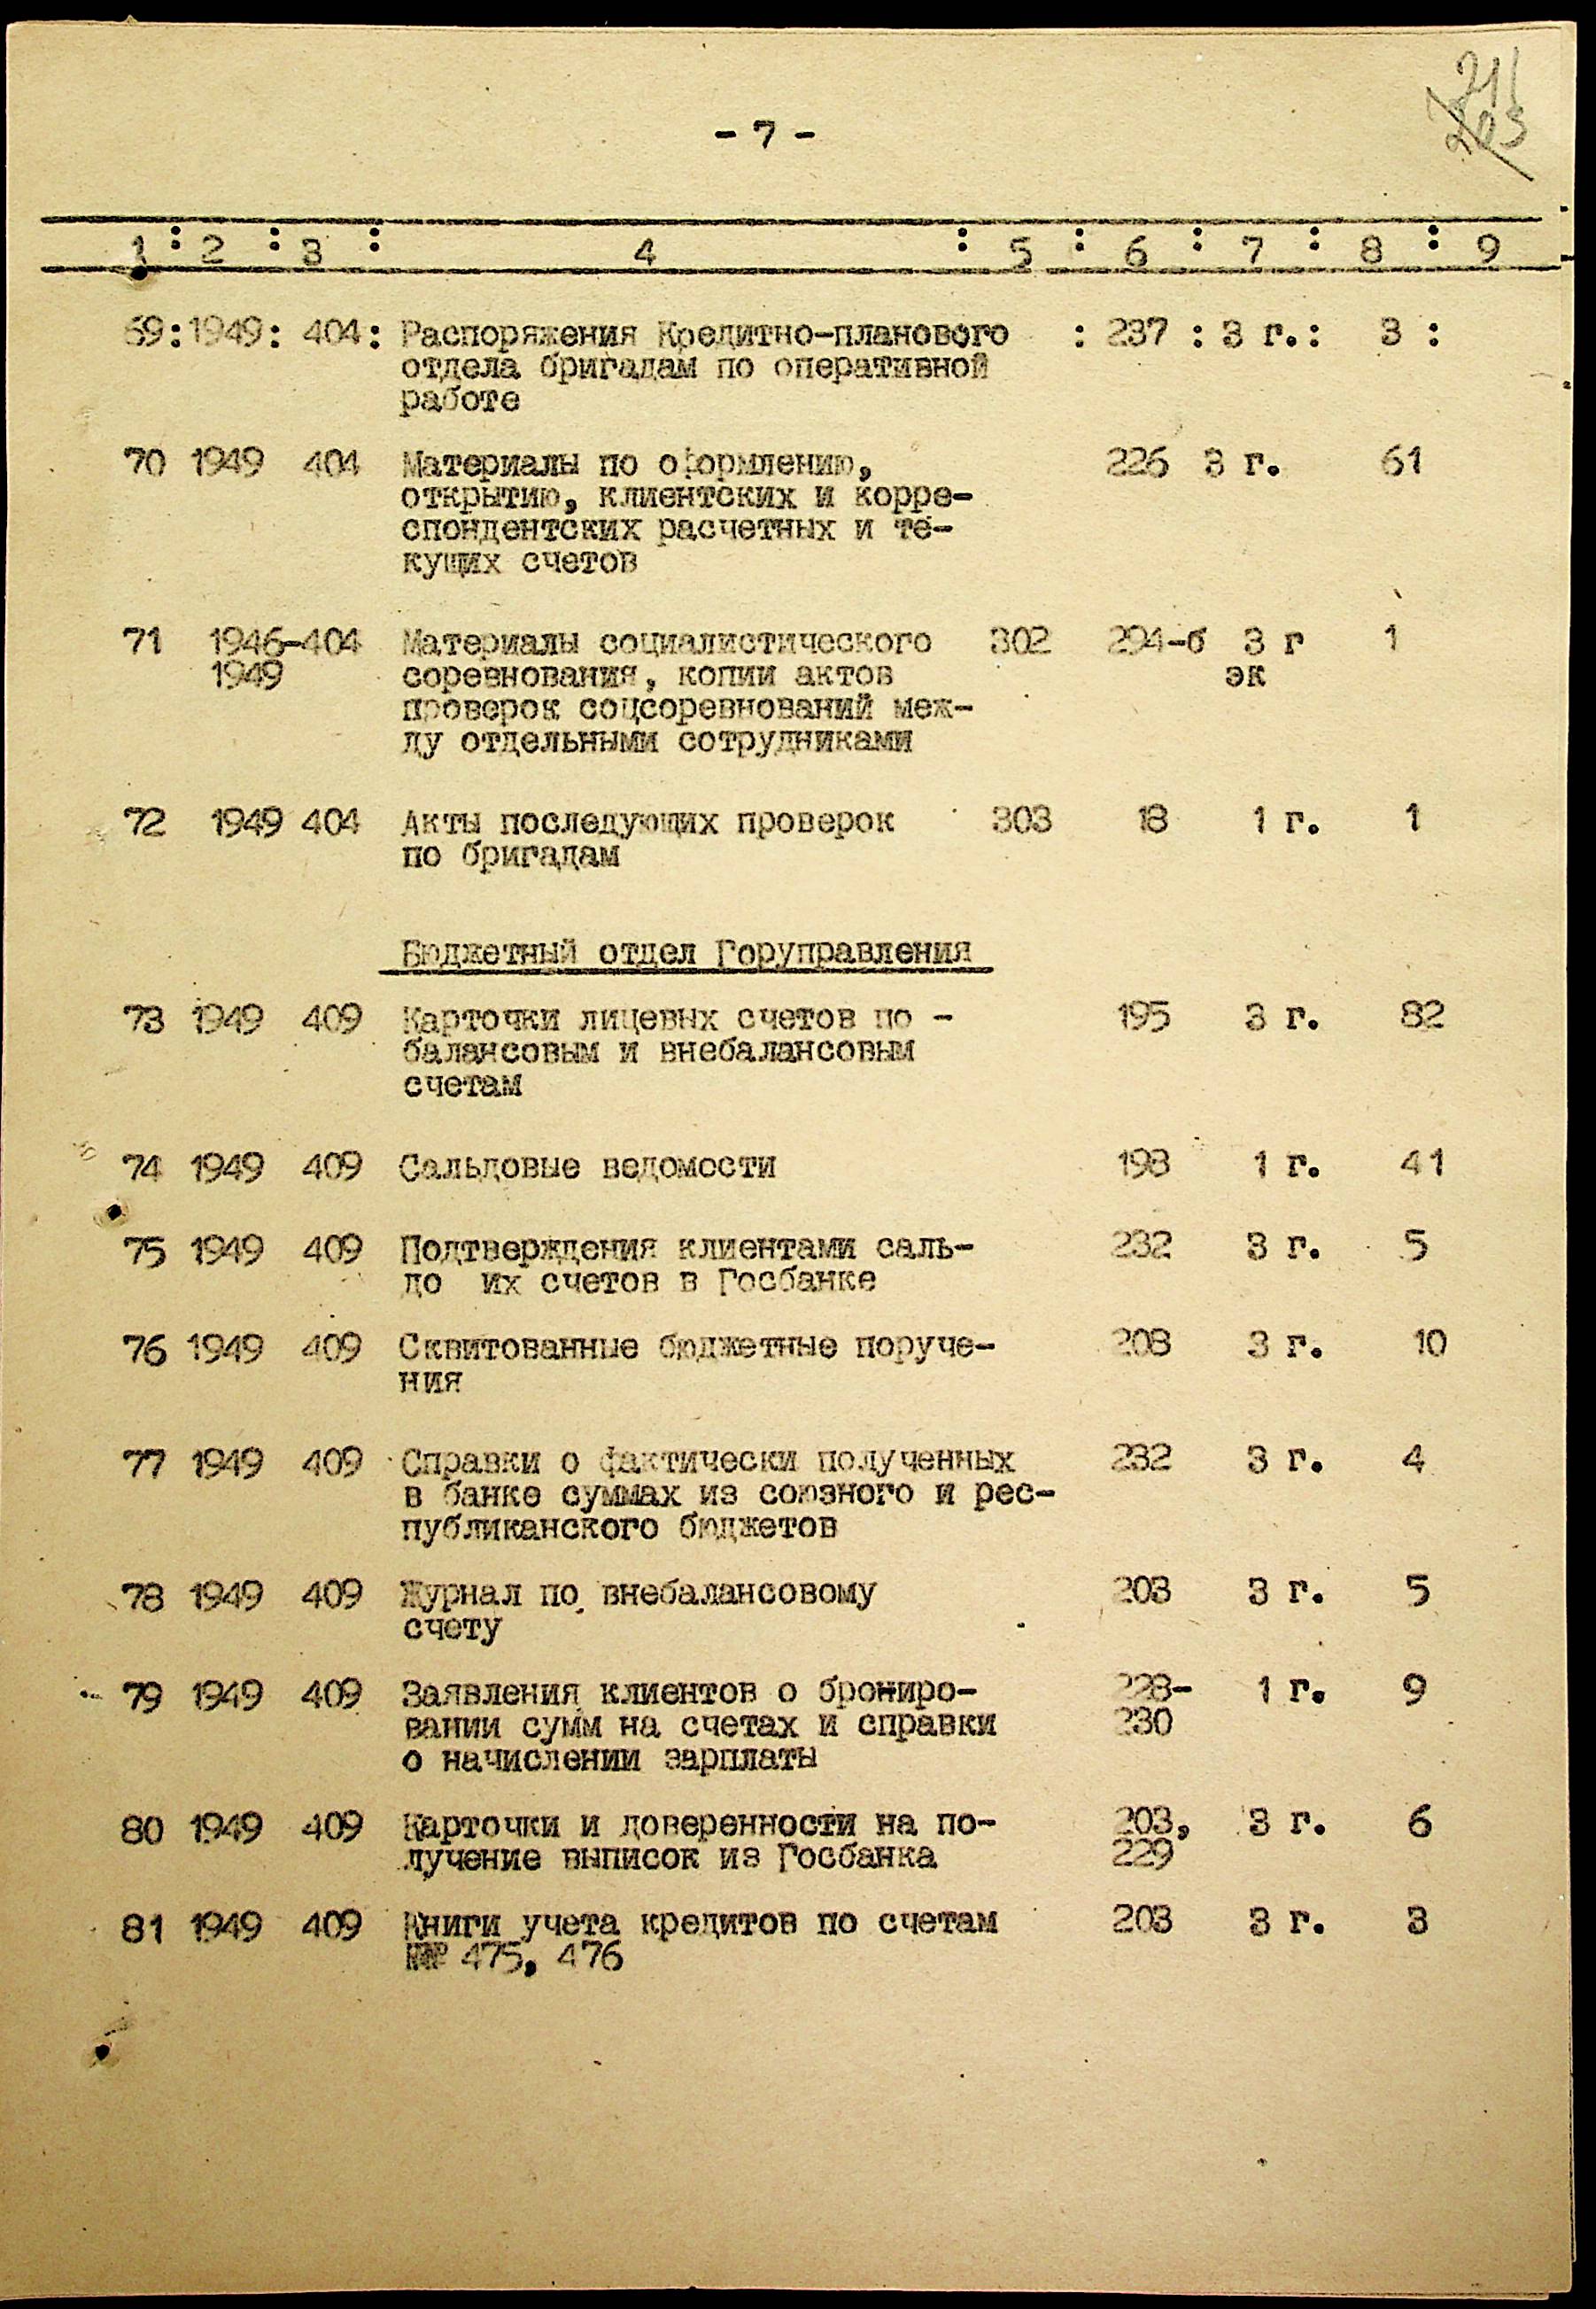 211
- 7 -
1 : 2 : 3 : 4 : 5 : 6 : 7 : 8 : 9
69: 1949: 404: Распоряжения Кредитно-планового : 237 : 3 г. : 3 :
отдела бригадам по оперативной
работе
70 1949 404 Материалы по оформлению, 226 3 г. 61
открытию, клиентских и корре-
спондентских расчетных и те-
кущих счетов
71 1946-404 Материалы социалистического 302 294-б 3 г 1
1949 соревнования, копии актов эк
проверок соцсоревнований меж-
ду отдельными сотрудниками
72 1949 404 Акты последующих проверок 303 18 1 г. 1
по бригадам
Бюджетный отдел Горуправления
73 1949 409 Карточки лицевых счетов по - 195 3 г. 82
балансовым и внебалансовым
счетам
74 1949 409 Сальдовые ведомости 198 1 г. 41
75 1949 409 Подтверждения клиентами саль- 232 3 г. 5
до их счетов в Госбанке
76 1949 409 Сквитованные бюджетные поруче- 208 3 г. 10
ния
77 1949 409 Справки о фактически полученных 232 3 г. 4
в банке суммах из союзного и рес-
публиканского бюджетов
78 1949 409 Журнал по внебалансовому 203 3 г. 5
счету
79 1949 409 Заявления клиентов о брониро- 228- 1 г. 9
вании сумм на счетах и справки 230
о начислении зарплаты
80 1949 409 Карточки и доверенности на по- 203, 3 г. 6
лучение выписок из Госбанка 229
81 1949 409 Книги учета кредитов по счетам 203 3 г. 3
№№ 475, 476